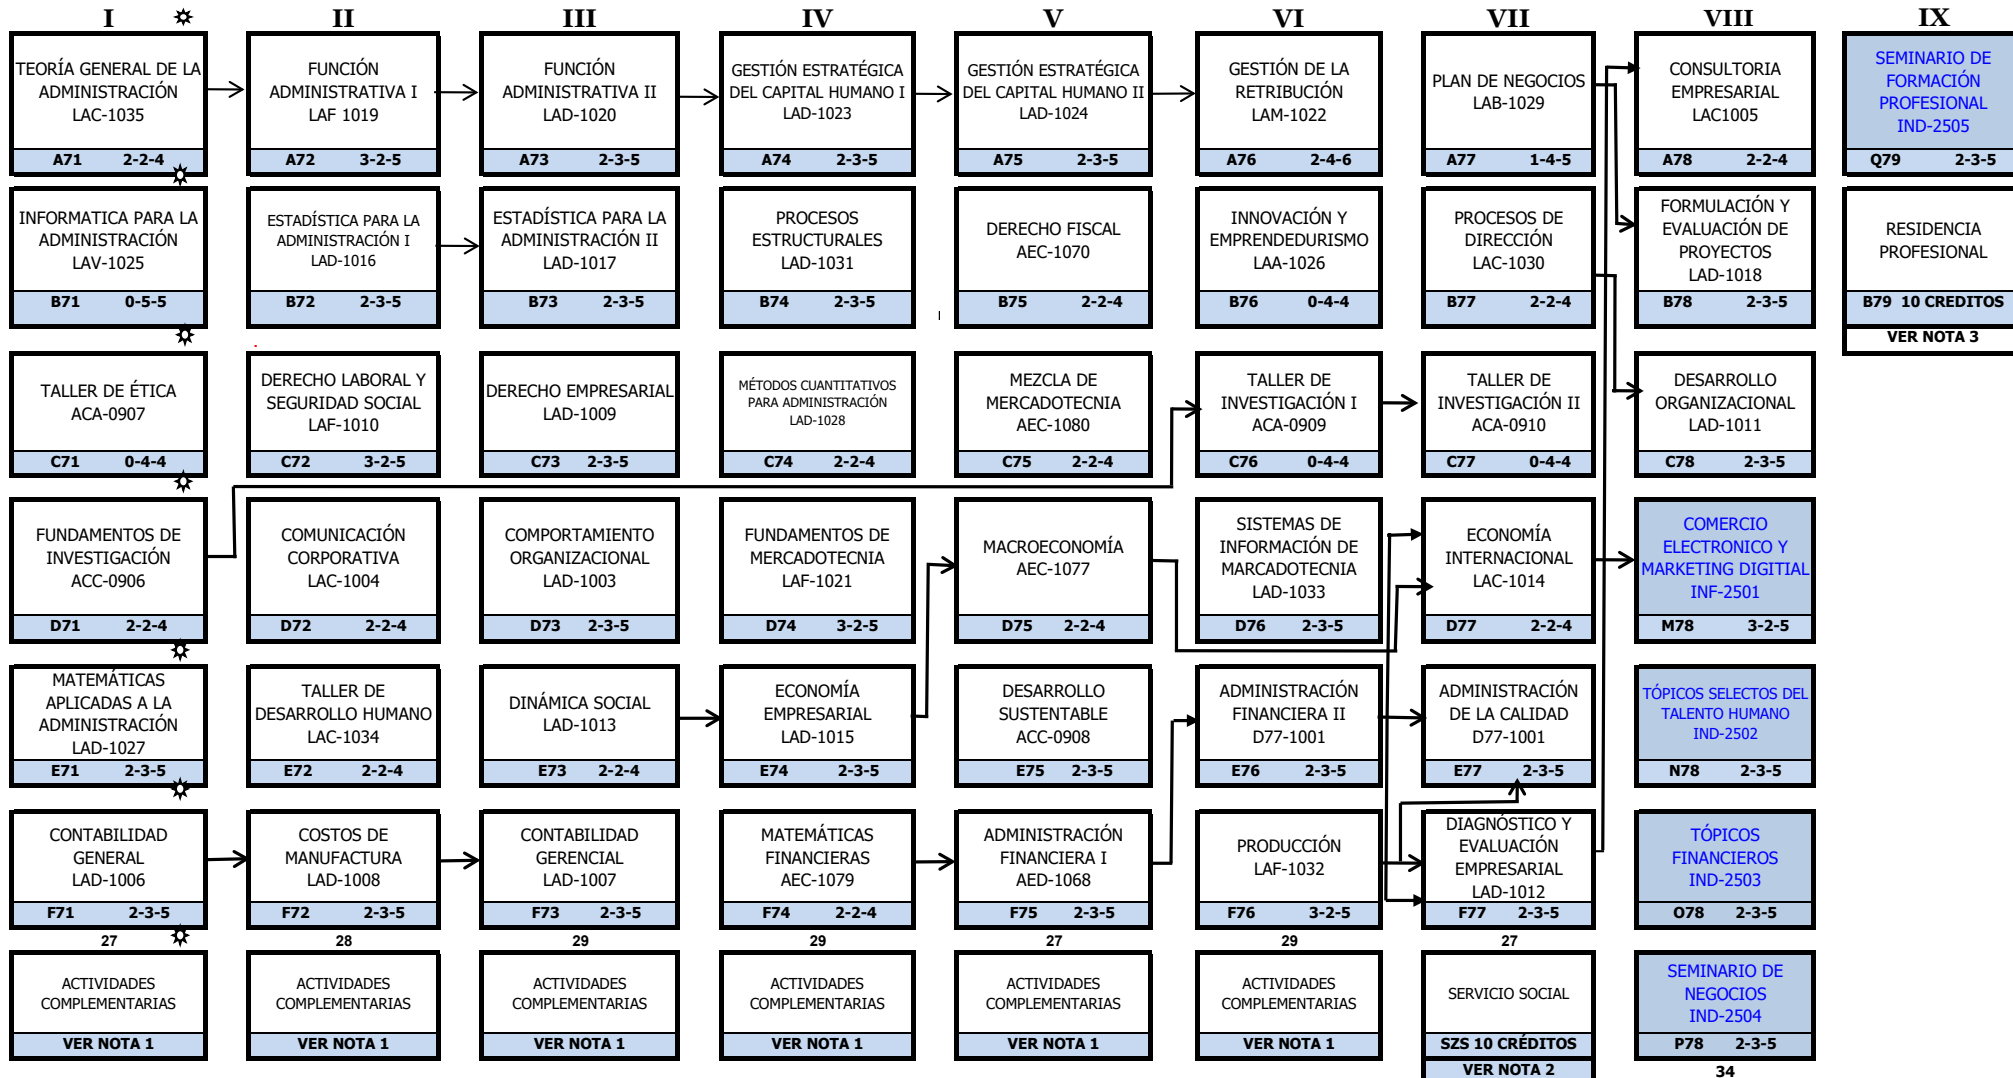 I II III IV V VI VII VIII IX
TEORÍA GENERAL DE LA
ADMINISTRACIÓN
LAC-1035
A71 2-2-4
FUNCIÓN
ADMINISTRATIVA I
LAF 1019
A72 3-2-5
FUNCIÓN
ADMINISTRATIVA II
LAD-1020
A73 2-3-5
GESTIÓN ESTRATÉGICA
DEL CAPITAL HUMANO I
LAD-1023
A74 2-3-5
GESTIÓN ESTRATÉGICA
DEL CAPITAL HUMANO II
LAD-1024
A75 2-3-5
GESTIÓN DE LA
RETRIBUCIÓN
LAM-1022
A76 2-4-6
PLAN DE NEGOCIOS
LAB-1029
A77 1-4-5
CONSULTORIA
EMPRESARIAL
LAC1005
A78 2-2-4
SEMINARIO DE
FORMACIÓN
PROFESIONAL
IND-2505
Q79 2-3-5
INFORMATICA PARA LA
ADMINISTRACIÓN
LAV-1025
B71 0-5-5
ESTADÍSTICA PARA LA
ADMINISTRACIÓN I
LAD-1016
B72 2-3-5
ESTADÍSTICA PARA LA
ADMINISTRACIÓN II
LAD-1017
B73 2-3-5
PROCESOS
ESTRUCTURALES
LAD-1031
B74 2-3-5
DERECHO FISCAL
AEC-1070
B75 2-2-4
INNOVACIÓN Y
EMPRENDEDURISMO
LAA-1026
B76 0-4-4
PROCESOS DE
DIRECCIÓN
LAC-1030
B77 2-2-4
FORMULACIÓN Y
EVALUACIÓN DE
PROYECTOS
LAD-1018
B78 2-3-5
RESIDENCIA
PROFESIONAL
B79 10 CREDITOS
VER NOTA 3
TALLER DE ÉTICA
ACA-0907
C71 0-4-4
DERECHO LABORAL Y
SEGURIDAD SOCIAL
LAF-1010
C72 3-2-5
DERECHO EMPRESARIAL
LAD-1009
C73 2-3-5
MÉTODOS CUANTITATIVOS
PARA ADMINISTRACIÓN
LAD-1028
C74 2-2-4
MEZCLA DE
MERCADOTECNIA
AEC-1080
C75 2-2-4
TALLER DE
INVESTIGACIÓN I
ACA-0909
C76 0-4-4
TALLER DE
INVESTIGACIÓN II
ACA-0910
C77 0-4-4
DESARROLLO
ORGANIZACIONAL
LAD-1011
C78 2-3-5
FUNDAMENTOS DE
INVESTIGACIÓN
ACC-0906
D71 2-2-4
COMUNICACIÓN
CORPORATIVA
LAC-1004
D72 2-2-4
COMPORTAMIENTO
ORGANIZACIONAL
LAD-1003
D73 2-3-5
FUNDAMENTOS DE
MERCADOTECNIA
LAF-1021
D74 3-2-5
MACROECONOMÍA
AEC-1077
D75 2-2-4
SISTEMAS DE
INFORMACIÓN DE
MARCADOTECNIA
LAD-1033
D76 2-3-5
ECONOMÍA
INTERNACIONAL
LAC-1014
D77 2-2-4
COMERCIO
ELECTRONICO Y
MARKETING DIGITIAL
INF-2501
M78 3-2-5
MATEMÁTICAS
APLICADAS A LA
ADMINISTRACIÓN
LAD-1027
E71 2-3-5
TALLER DE
DESARROLLO HUMANO
LAC-1034
E72 2-2-4
DINÁMICA SOCIAL
LAD-1013
E73 2-2-4
ECONOMÍA
EMPRESARIAL
LAD-1015
E74 2-3-5
DESARROLLO
SUSTENTABLE
ACC-0908
E75 2-3-5
ADMINISTRACIÓN
FINANCIERA II
D77-1001
E76 2-3-5
ADMINISTRACIÓN
DE LA CALIDAD
D77-1001
E77 2-3-5
TÓPICOS SELECTOS DEL
TALENTO HUMANO
IND-2502
N78 2-3-5
CONTABILIDAD
GENERAL
LAD-1006
F71 2-3-5
COSTOS DE
MANUFACTURA
LAD-1008
F72 2-3-5
CONTABILIDAD
GERENCIAL
LAD-1007
F73 2-3-5
MATEMÁTICAS
FINANCIERAS
AEC-1079
F74 2-2-4
ADMINISTRACIÓN
FINANCIERA I
AED-1068
F75 2-3-5
PRODUCCIÓN
LAF-1032
F76 3-2-5
DIAGNÓSTICO Y
EVALUACIÓN
EMPRESARIAL
LAD-1012
F77 2-3-5
TÓPICOS
FINANCIEROS
IND-2503
O78 2-3-5
27 28 29 29 27 29 27
ACTIVIDADES
COMPLEMENTARIAS
VER NOTA 1
ACTIVIDADES
COMPLEMENTARIAS
VER NOTA 1
ACTIVIDADES
COMPLEMENTARIAS
VER NOTA 1
ACTIVIDADES
COMPLEMENTARIAS
VER NOTA 1
ACTIVIDADES
COMPLEMENTARIAS
VER NOTA 1
ACTIVIDADES
COMPLEMENTARIAS
VER NOTA 1
SERVICIO SOCIAL
SZS 10 CRÉDITOS
VER NOTA 2
SEMINARIO DE
NEGOCIOS
IND-2504
P78 2-3-5
34